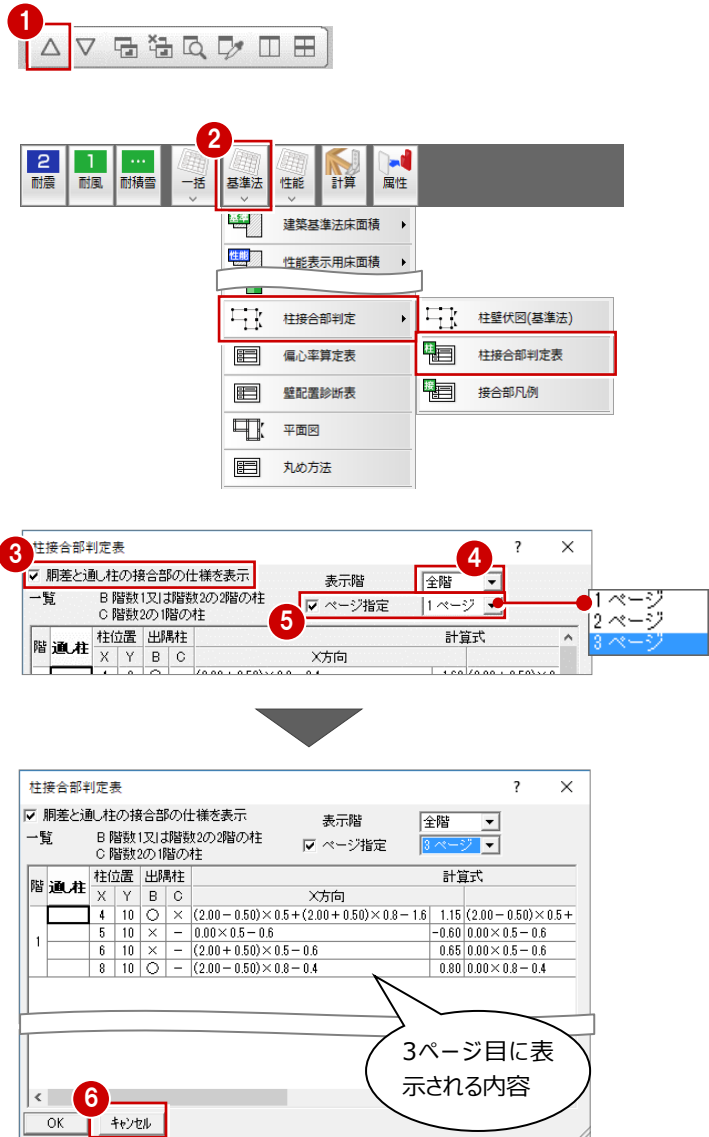 1
2
2
耐震
1
耐風
…
耐積雪
一括
基準法
性能
計算
属性
基準
建築基準法床面積
性能
性能表示用床面積
柱接合部判定
柱壁伏図(基準法)
偏心率算定表
柱
柱接合部判定表
壁配置診断表
接
接合部凡例
平面図
丸め方法
3
柱接合部判定表
?
×
4
胴差と通し柱の接合部の仕様を表示
表示階
全階
一覧
B 階数1又は階数2の2階の柱
C 階数2の1階の柱
5
ページ指定
1 ページ
1 ページ
2 ページ
3 ページ
階
通し柱
柱位置
出隅柱
計算式
X Y B C
X方向
柱接合部判定表
?
×
胴差と通し柱の接合部の仕様を表示
表示階
全階
一覧
B 階数1又は階数2の2階の柱
C 階数2の1階の柱
ページ指定
3 ページ
階
通し柱
柱位置
出隅柱
計算式
X Y B C
X方向
1
4 10 ○ × (2.00－0.50)×0.5＋(2.00＋0.50)×0.8－1.6 1.15 (2.00－0.50)×0.5＋
5 10 × － 0.00×0.5－0.6 －0.60 0.00×0.5－0.6
6 10 × － (2.00＋0.50)×0.5－0.6 0.65 0.00×0.5－0.6
8 10 ○ － (2.00－0.50)×0.8－0.4 0.80 0.00×0.8－0.4
3ページ目に表
示される内容
6
OK
キャンセル